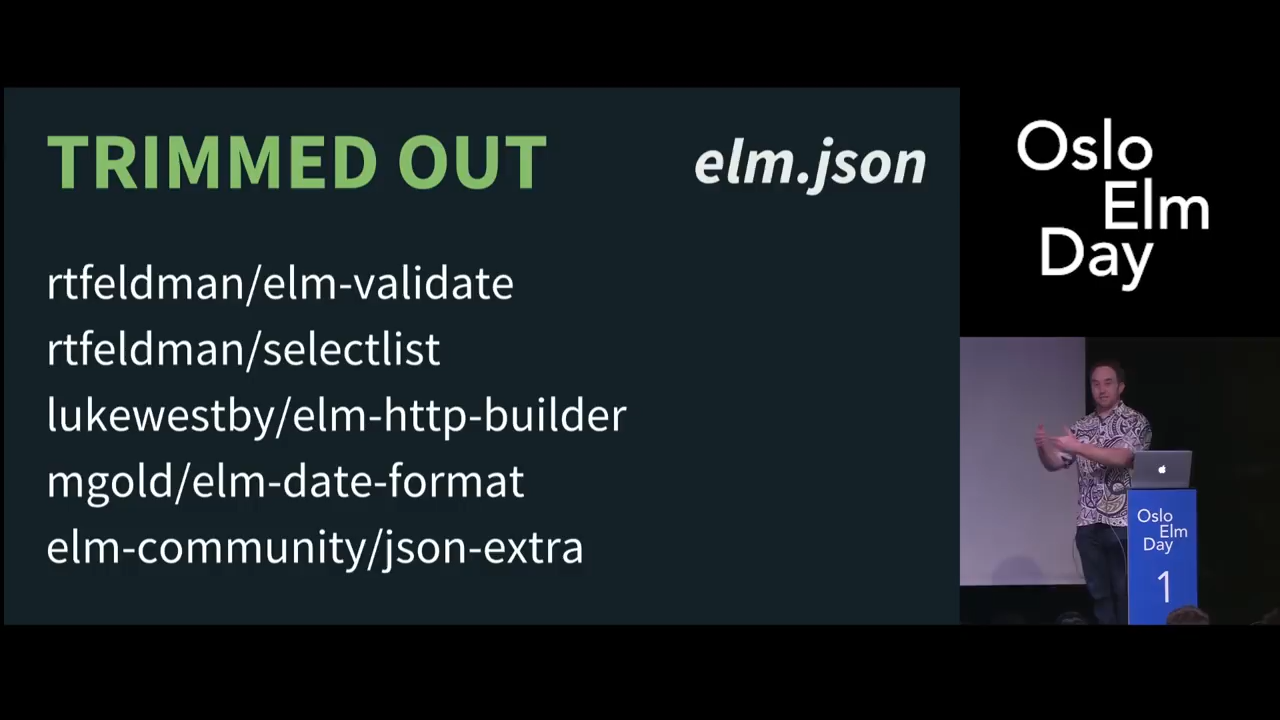 TRIMMED OUT
elm.json
rtfeldman/elm-validate
rtfeldman/selectlist
lukewestby/elm-http-builder
mgold/elm-date-format
elm-community/json-extra
Oslo
Elm
Day
Oslo
Elm
Day
1